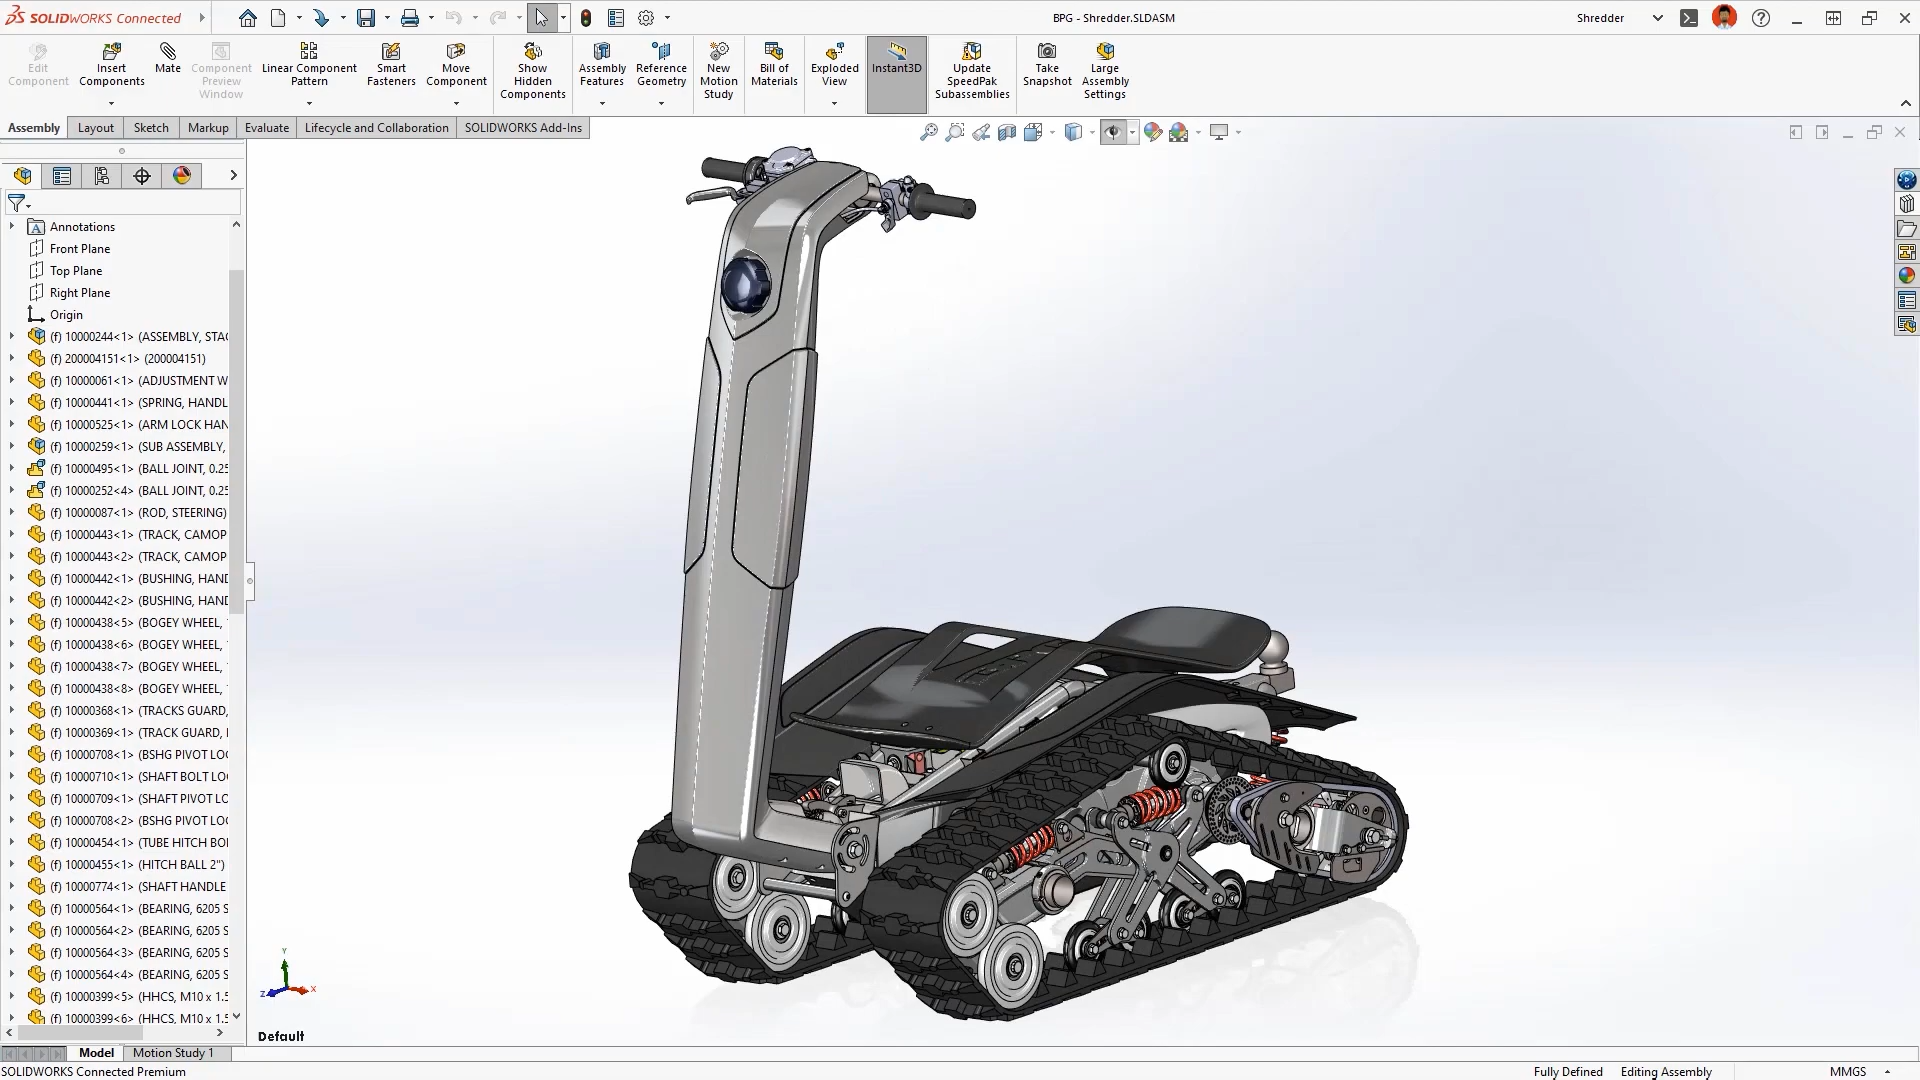 SOLIDWORKS Connected
BPG - Shredder.SLDASM
Shredder
Edit Component
Insert Components
Mate
Component Preview Window
Linear Component Pattern
Smart Fasteners
Move Component
Show Hidden Components
Assembly Features
Reference Geometry
New Motion Study
Bill of Materials
Exploded View
Instant3D
Update SpeedPak Subassemblies
Take Snapshot
Large Assembly Settings
Assembly
Layout
Sketch
Markup
Evaluate
Lifecycle and Collaboration
SOLIDWORKS Add-Ins
Annotations
Front Plane
Top Plane
Right Plane
Origin
(f) 10000244<1> (ASSEMBLY, STAC
(f) 200004151<1> (200004151)
(f) 10000061<1> (ADJUSTMENT W
(f) 10000441<1> (SPRING, HANDL
(f) 10000525<1> (ARM LOCK HAN
(f) 10000259<1> (SUB ASSEMBLY,
(f) 10000495<1> (BALL JOINT, 0.25
(f) 10000252<4> (BALL JOINT, 0.25
(f) 10000087<1> (ROD, STEERING)
(f) 10000443<1> (TRACK, CAMOP
(f) 10000443<2> (TRACK, CAMOP
(f) 10000442<1> (BUSHING, HAND
(f) 10000442<2> (BUSHING, HAND
(f) 10000438<5> (BOGEY WHEEL,
(f) 10000438<6> (BOGEY WHEEL,
(f) 10000438<7> (BOGEY WHEEL,
(f) 10000438<8> (BOGEY WHEEL,
(f) 10000368<1> (TRACKS GUARD,
(f) 10000369<1> (TRACK GUARD,
(f) 10000708<1> (BSHG PIVOT LOC
(f) 10000710<1> (SHAFT BOLT LO
(f) 10000709<1> (SHAFT PIVOT LC
(f) 10000708<2> (BSHG PIVOT LOC
(f) 10000454<1> (TUBE HITCH BO
(f) 10000455<1> (HITCH BALL 2")
(f) 10000774<1> (SHAFT HANDLE
(f) 10000564<1> (BEARING, 6205 S
(f) 10000564<2> (BEARING, 6205 S
(f) 10000564<3> (BEARING, 6205 S
(f) 10000564<4> (BEARING, 6205 S
(f) 10000399<5> (HHCS, M10 x 1.5
(f) 10000399<6> (HHCS, M10 x 1.5
Y
Z
X
Default
Model
Motion Study 1
SOLIDWORKS Connected Premium
Fully Defined
Editing Assembly
MMGS